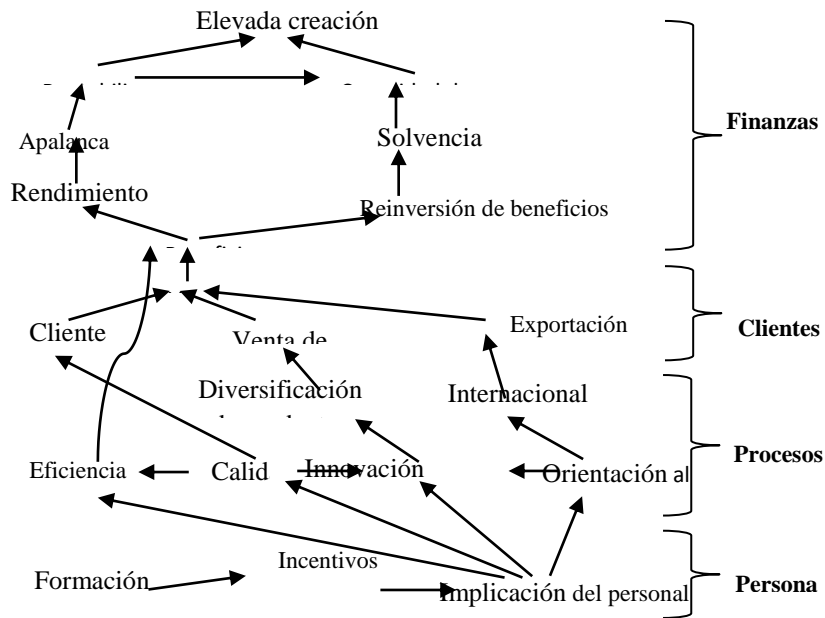 Elevada creación
Apalanca
Solvencia
Finanzas
Rendimiento
Reinversión de beneficios
Cliente
Venta de
Exportación
Clientes
Diversificación
Internacional
Eficiencia
Calid
Innovación
Orientación al
Procesos
Formación
Incentivos
Implicación del personal
Persona